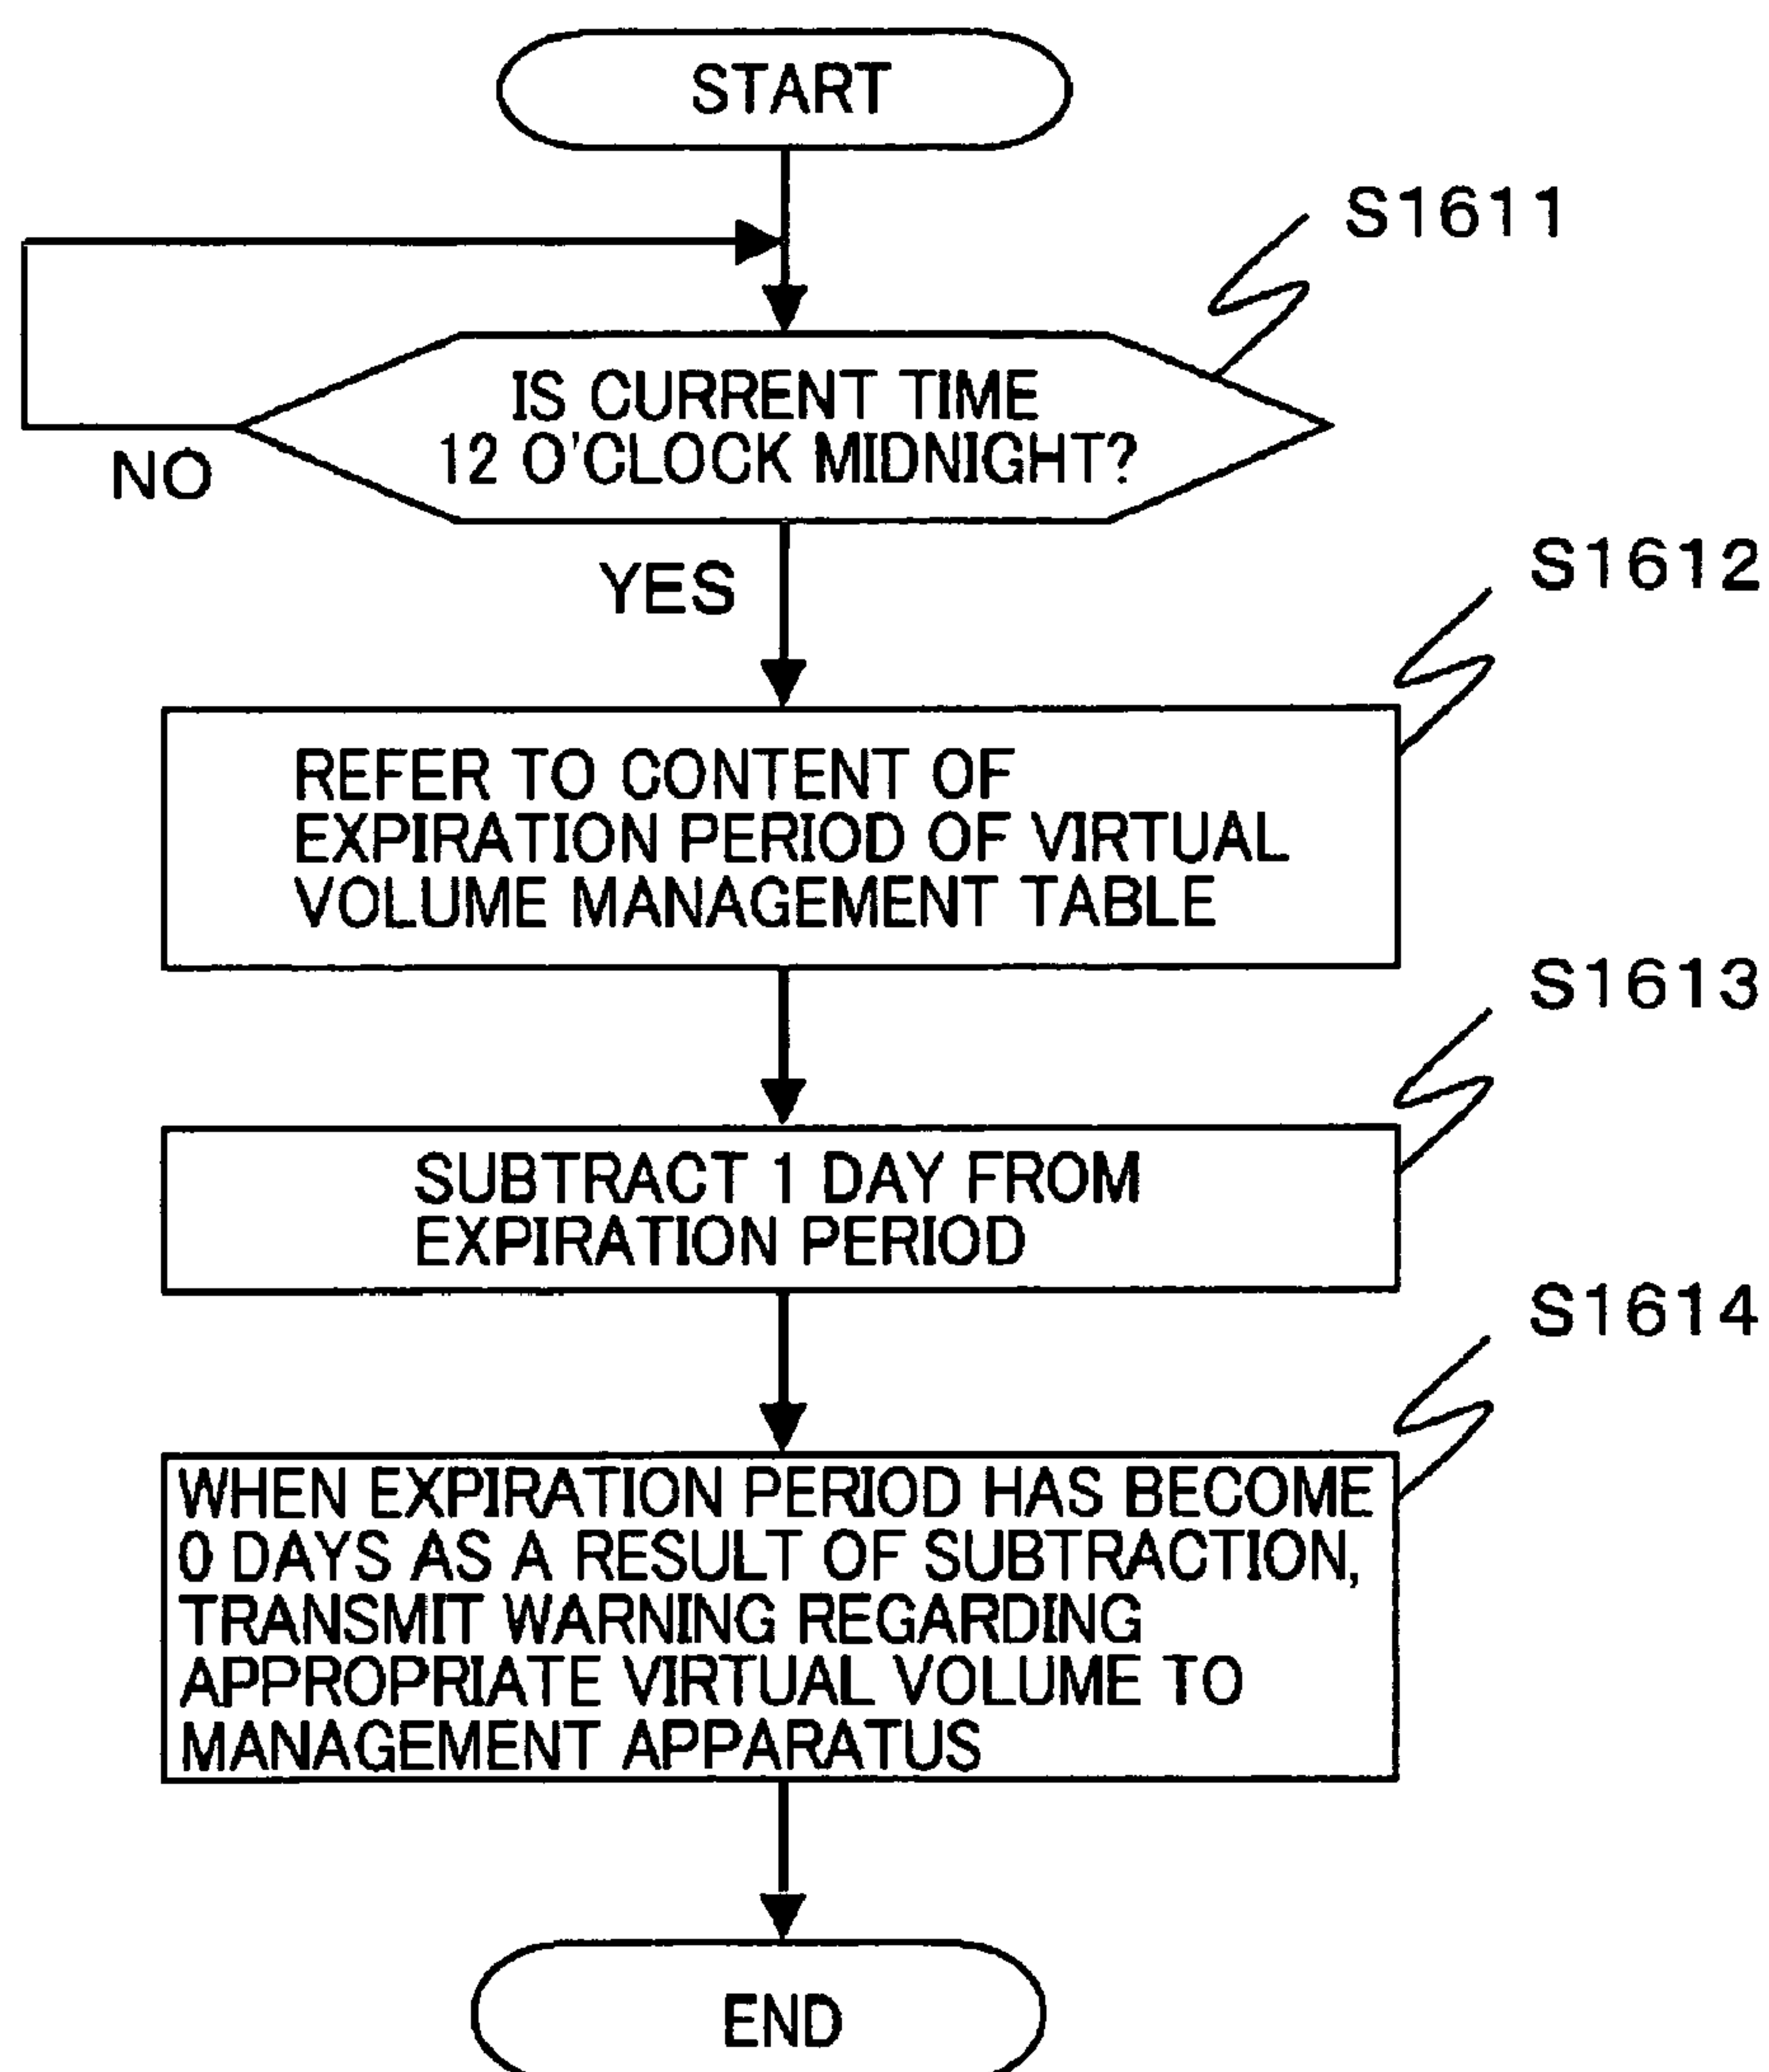 START
S1611
IS CURRENT TIME
12 O'CLOCK MIDNIGHT?
NO
YES
S1612
REFER TO CONTENT OF
EXPIRATION PERIOD OF VIRTUAL
VOLUME MANAGEMENT TABLE
S1613
SUBTRACT 1 DAY FROM
EXPIRATION PERIOD
S1614
WHEN EXPIRATION PERIOD HAS BECOME
0 DAYS AS A RESULT OF SUBTRACTION,
TRANSMIT WARNING REGARDING
APPROPRIATE VIRTUAL VOLUME TO
MANAGEMENT APPARATUS
END